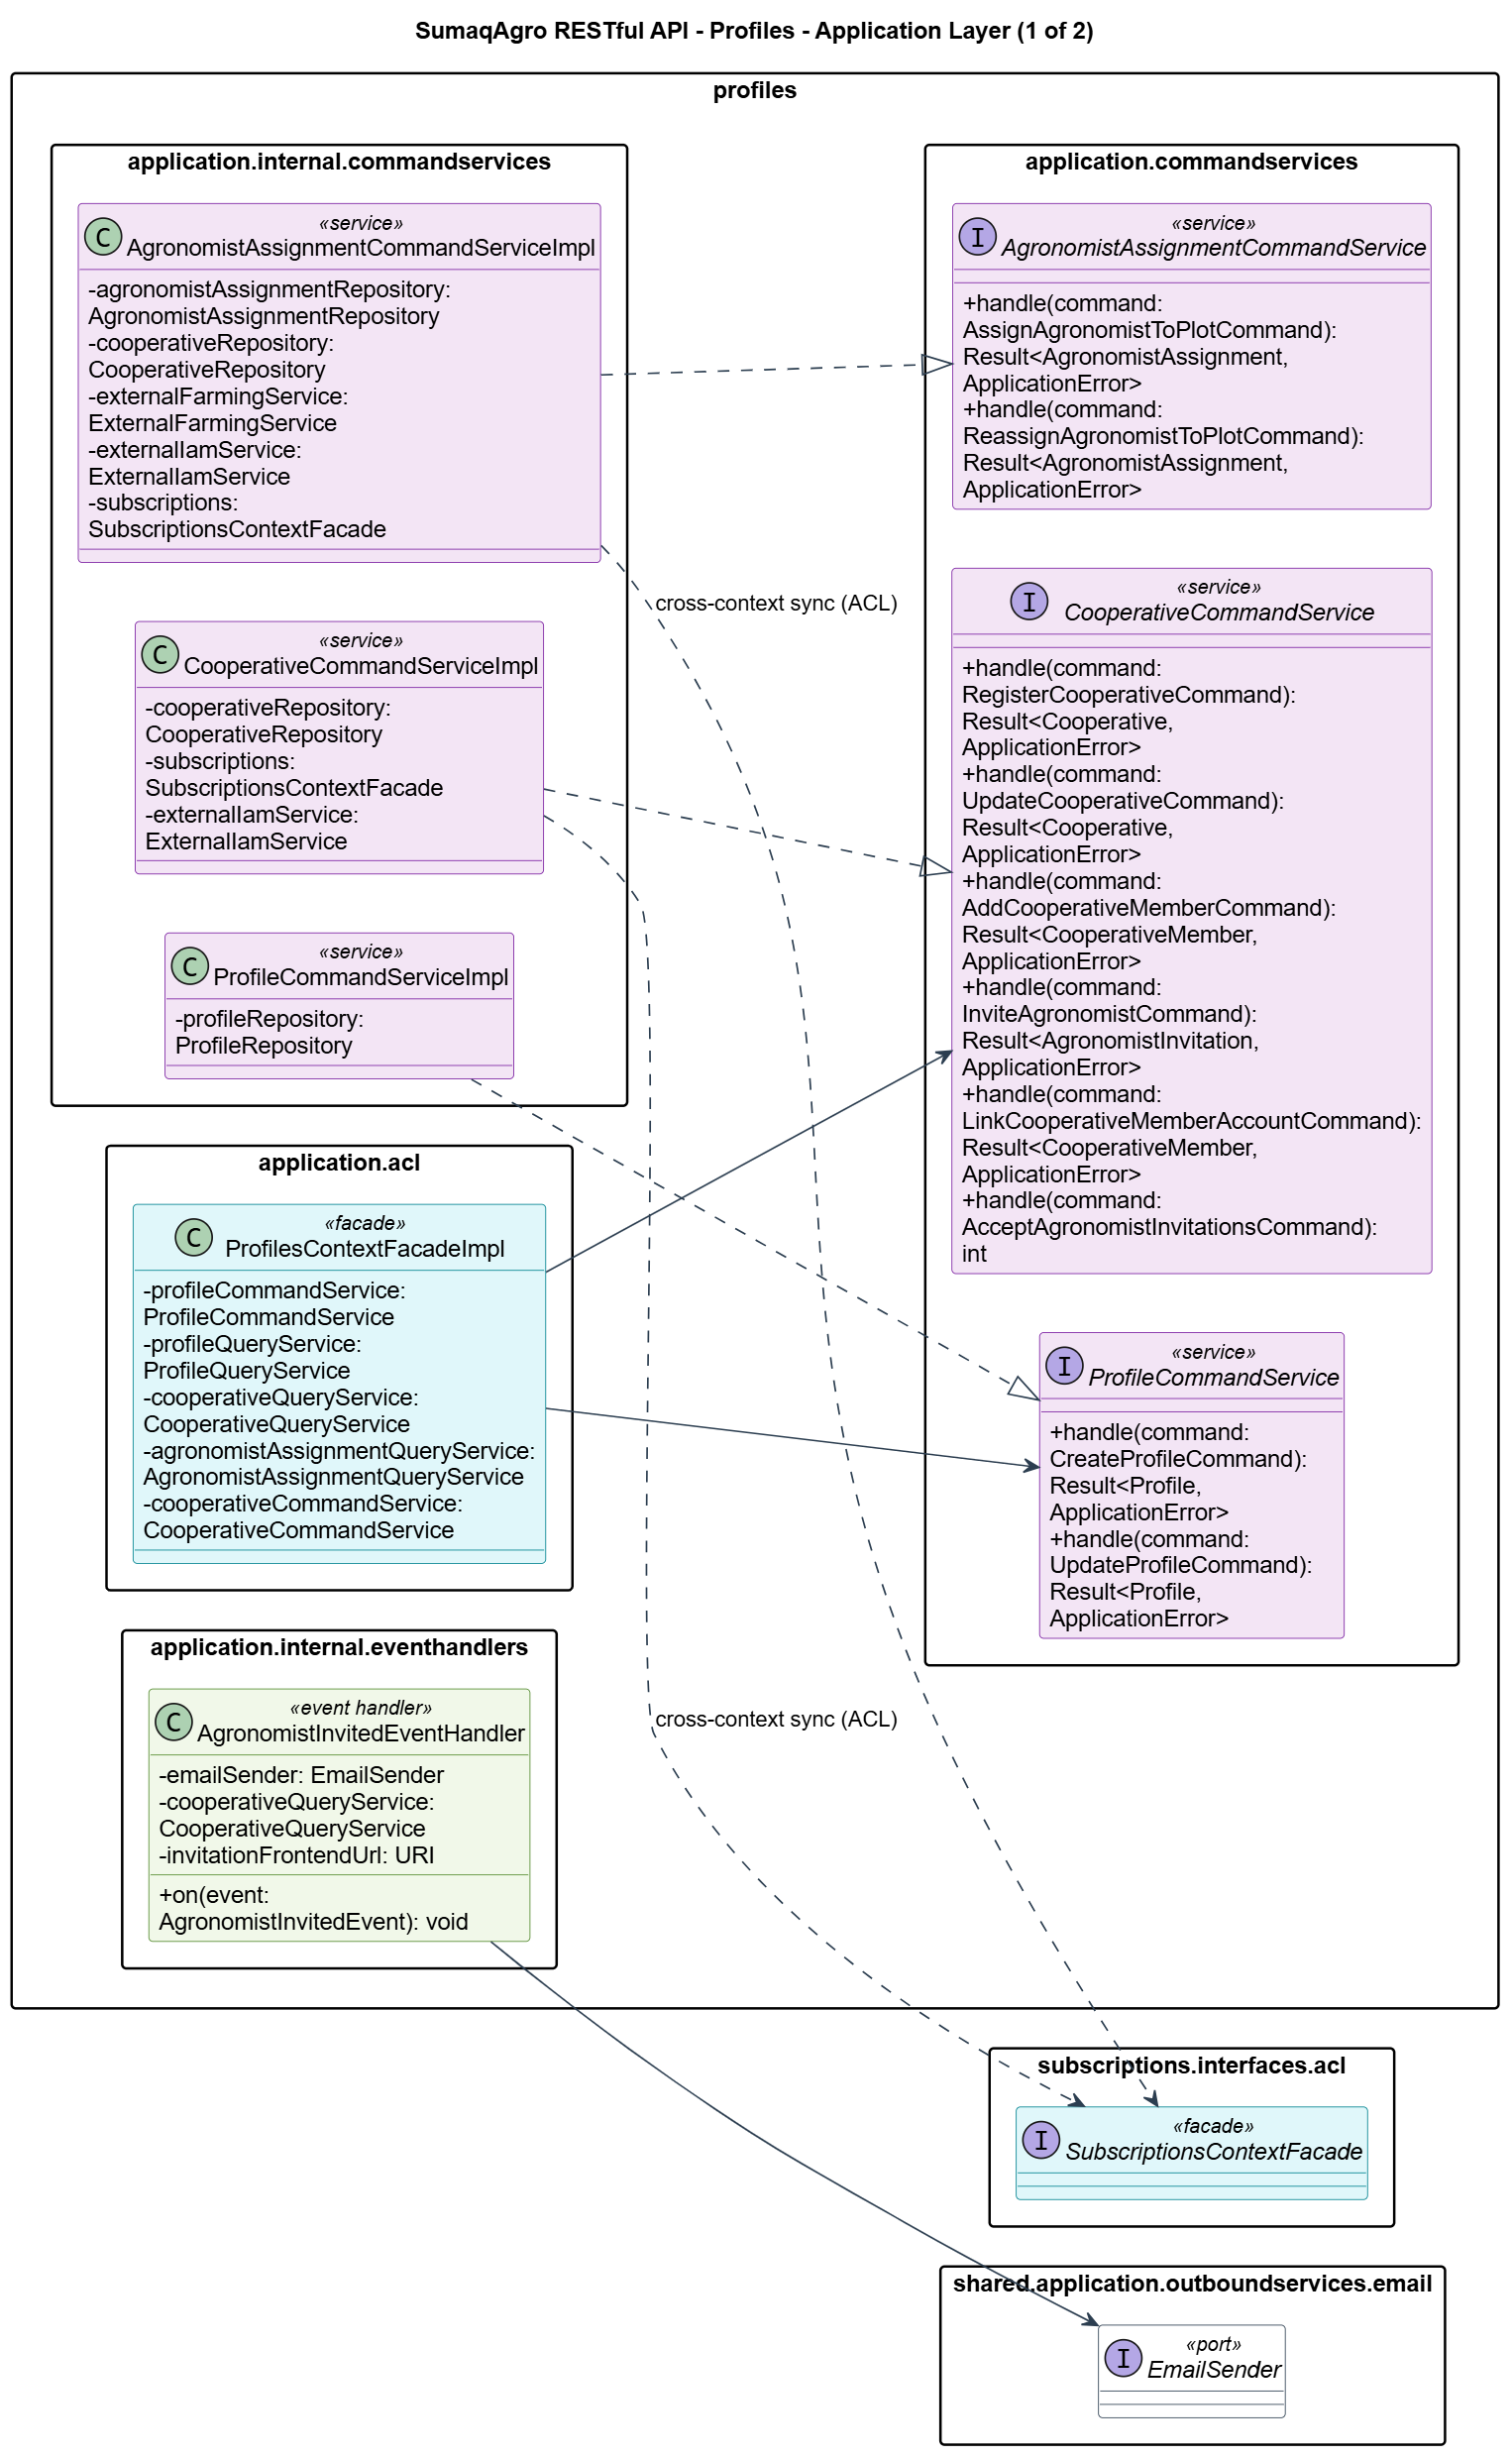 SumaqAgro RESTful API - Profiles - Application Layer (1 of 2)
profiles
application.internal.commandservices
«service»
C
AgronomistAssignmentCommandServiceImpl
-agronomistAssignmentRepository:
AgronomistAssignmentRepository
-cooperativeRepository:
CooperativeRepository
-externalFarmingService:
ExternalFarmingService
-externalIamService:
ExternalIamService
-subscriptions:
SubscriptionsContextFacade
«service»
C
CooperativeCommandServiceImpl
-cooperativeRepository:
CooperativeRepository
-subscriptions:
SubscriptionsContextFacade
-externalIamService:
ExternalIamService
«service»
C
ProfileCommandServiceImpl
-profileRepository:
ProfileRepository
application.acl
«facade»
C
ProfilesContextFacadeImpl
-profileCommandService:
ProfileCommandService
-profileQueryService:
ProfileQueryService
-cooperativeQueryService:
CooperativeQueryService
-agronomistAssignmentQueryService:
AgronomistAssignmentQueryService
-cooperativeCommandService:
CooperativeCommandService
application.internal.eventhandlers
«event handler»
C
AgronomistInvitedEventHandler
-emailSender: EmailSender
-cooperativeQueryService:
CooperativeQueryService
-invitationFrontendUrl: URI
+on(event:
AgronomistInvitedEvent): void
cross-context sync (ACL)
cross-context sync (ACL)
application.commandservices
«service»
I
AgronomistAssignmentCommandService
+handle(command:
AssignAgronomistToPlotCommand):
Result<AgronomistAssignment,
ApplicationError>
+handle(command:
ReassignAgronomistToPlotCommand):
Result<AgronomistAssignment,
ApplicationError>
«service»
I
CooperativeCommandService
+handle(command:
RegisterCooperativeCommand):
Result<Cooperative,
ApplicationError>
+handle(command:
UpdateCooperativeCommand):
Result<Cooperative,
ApplicationError>
+handle(command:
AddCooperativeMemberCommand):
Result<CooperativeMember,
ApplicationError>
+handle(command:
InviteAgronomistCommand):
Result<AgronomistInvitation,
ApplicationError>
+handle(command:
LinkCooperativeMemberAccountCommand):
Result<CooperativeMember,
ApplicationError>
+handle(command:
AcceptAgronomistInvitationsCommand):
int
«service»
I
ProfileCommandService
+handle(command:
CreateProfileCommand):
Result<Profile,
ApplicationError>
+handle(command:
UpdateProfileCommand):
Result<Profile,
ApplicationError>
subscriptions.interfaces.acl
«facade»
I
SubscriptionsContextFacade
shared.application.outboundservices.email
«port»
I
EmailSender